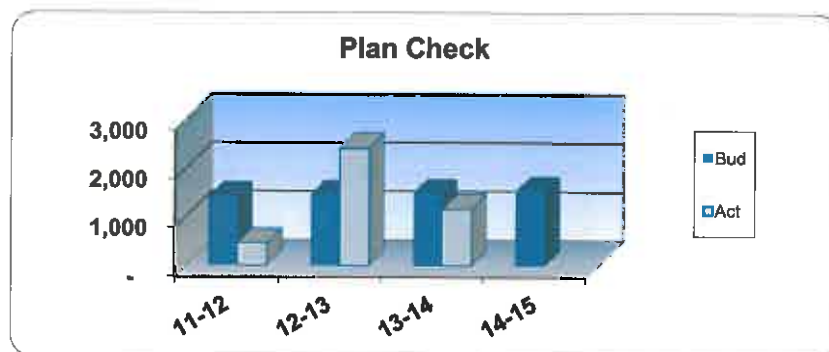 Plan Check
3,000
2,000
1,000
-
11-12
12-13
13-14
14-15
Bud
Act